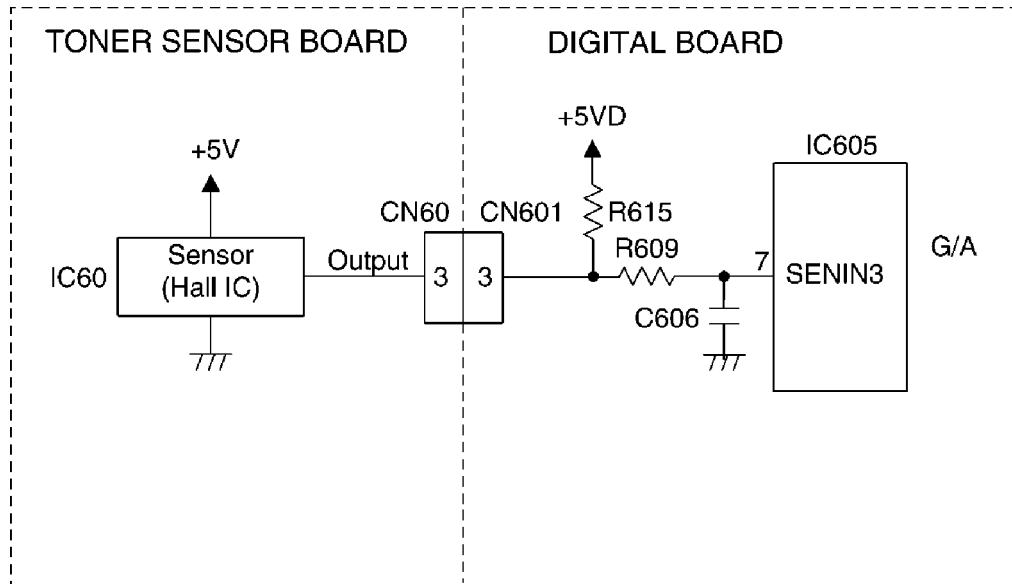 TONER SENSOR BOARD
DIGITAL BOARD
+5VD
IC605
+5V
CN60
CN601
R615
R609
G/A
IC60
Sensor
(Hall IC)
Output
3
3
7
SENIN3
C606